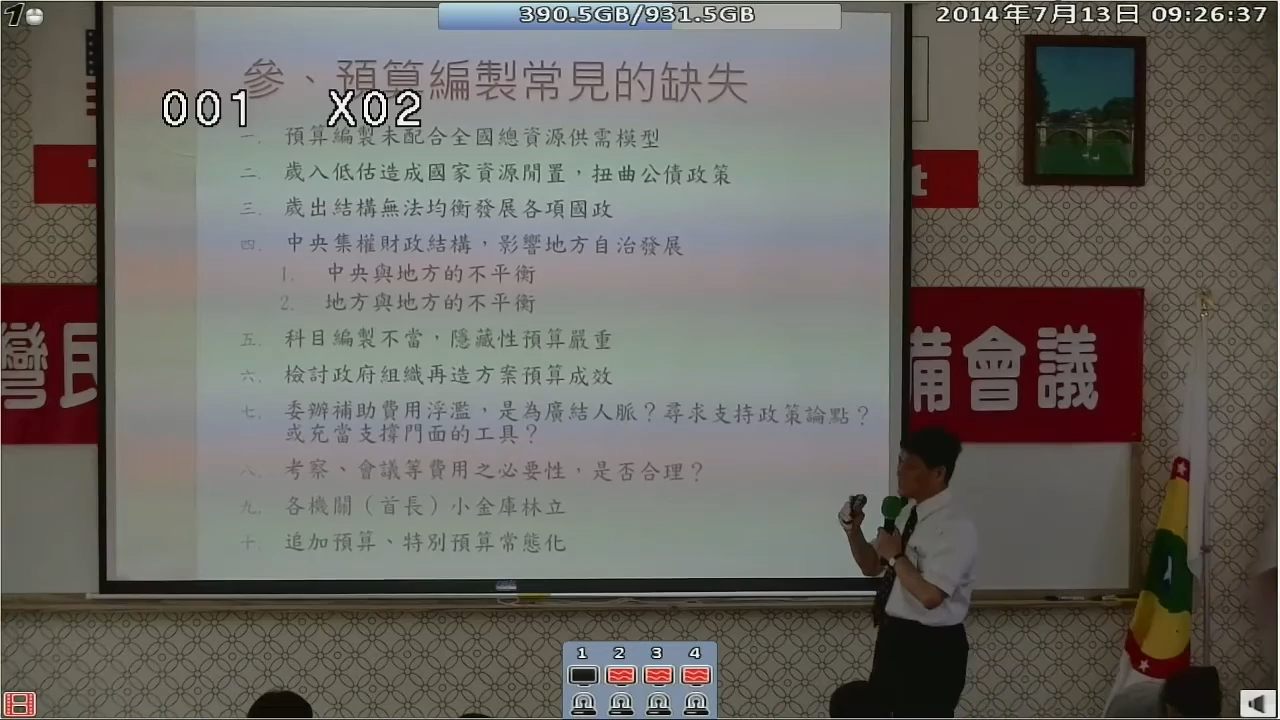 390.5GB/931.5GB
2014年7月13日 09:26:37
001 X02
參、預算編製常見的缺失
一. 預算編製未配合全國總資源供需模型
二. 歲入低估造成國家資源閒置，扭曲公債政策
三. 歲出結構無法均衡發展各項國政
四. 中央集權財政結構，影響地方自治發展
1. 中央與地方的不平衡
2. 地方與地方的不平衡
五. 科目編製不當，隱藏性預算嚴重
六. 檢討政府組織再造方案預算成效
七. 委辦補助費用浮濫，是為廣結人脈？尋求支持政策論點？
或充當支撐門面的工具？
八. 考察、會議等費用之必要性，是否合理？
九. 各機關（首長）小金庫林立
十. 追加預算、特別預算常態化
t
灣民
備會議
1 2 3 4